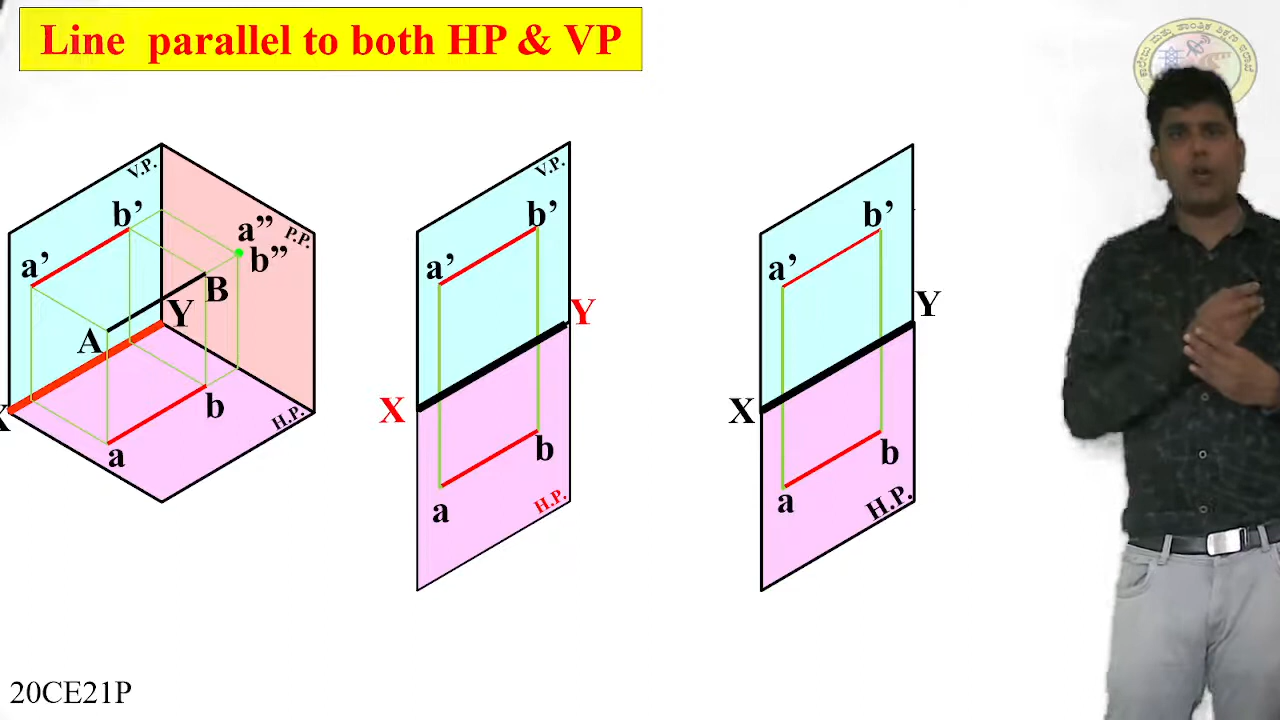 Line parallel to both HP & VP
V.P.
b’
a’
a”
b”
P.P.
B
Y
A
X
b
H.P.
a
V.P.
b’
a’
Y
X
b
H.P.
a
b’
a’
Y
X
b
a
H.P.
20CE21P